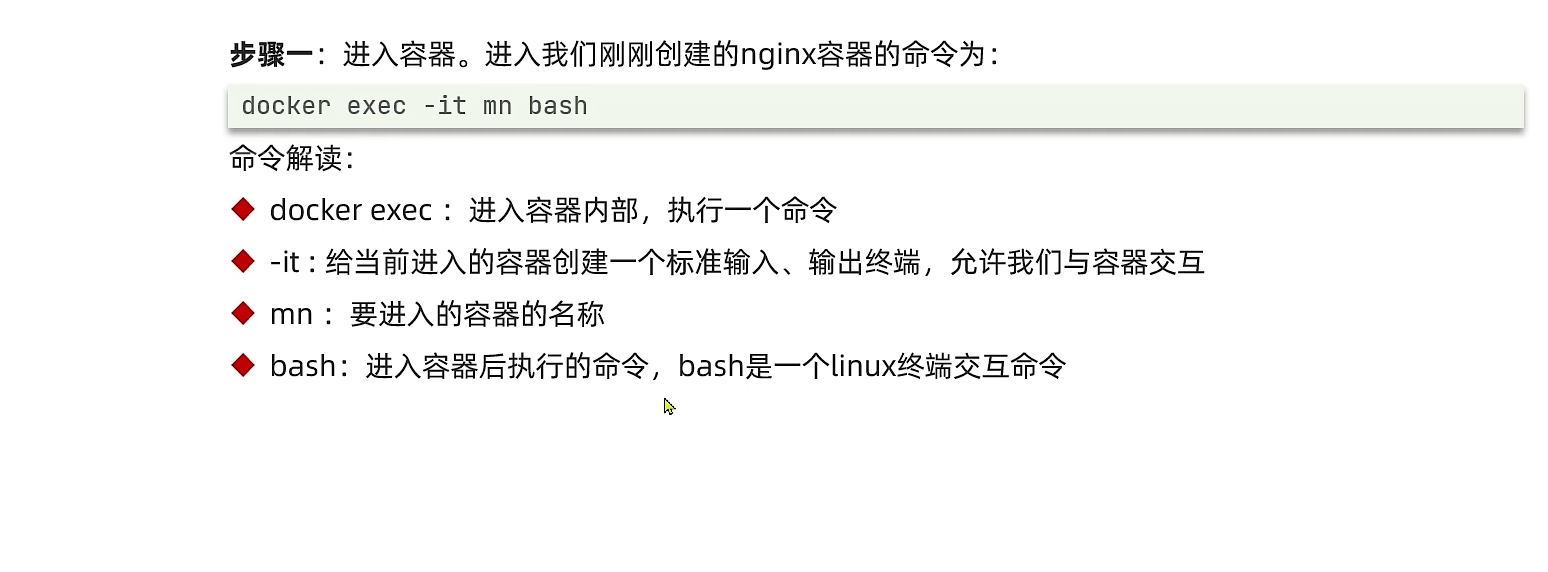 步骤一：进入容器。进入我们刚刚创建的nginx容器的命令为：
docker exec -it mn bash
命令解读：
docker exec ：进入容器内部，执行一个命令
-it : 给当前进入的容器创建一个标准输入、输出终端，允许我们与容器交互
mn ：要进入的容器的名称
bash：进入容器后执行的命令，bash是一个linux终端交互命令